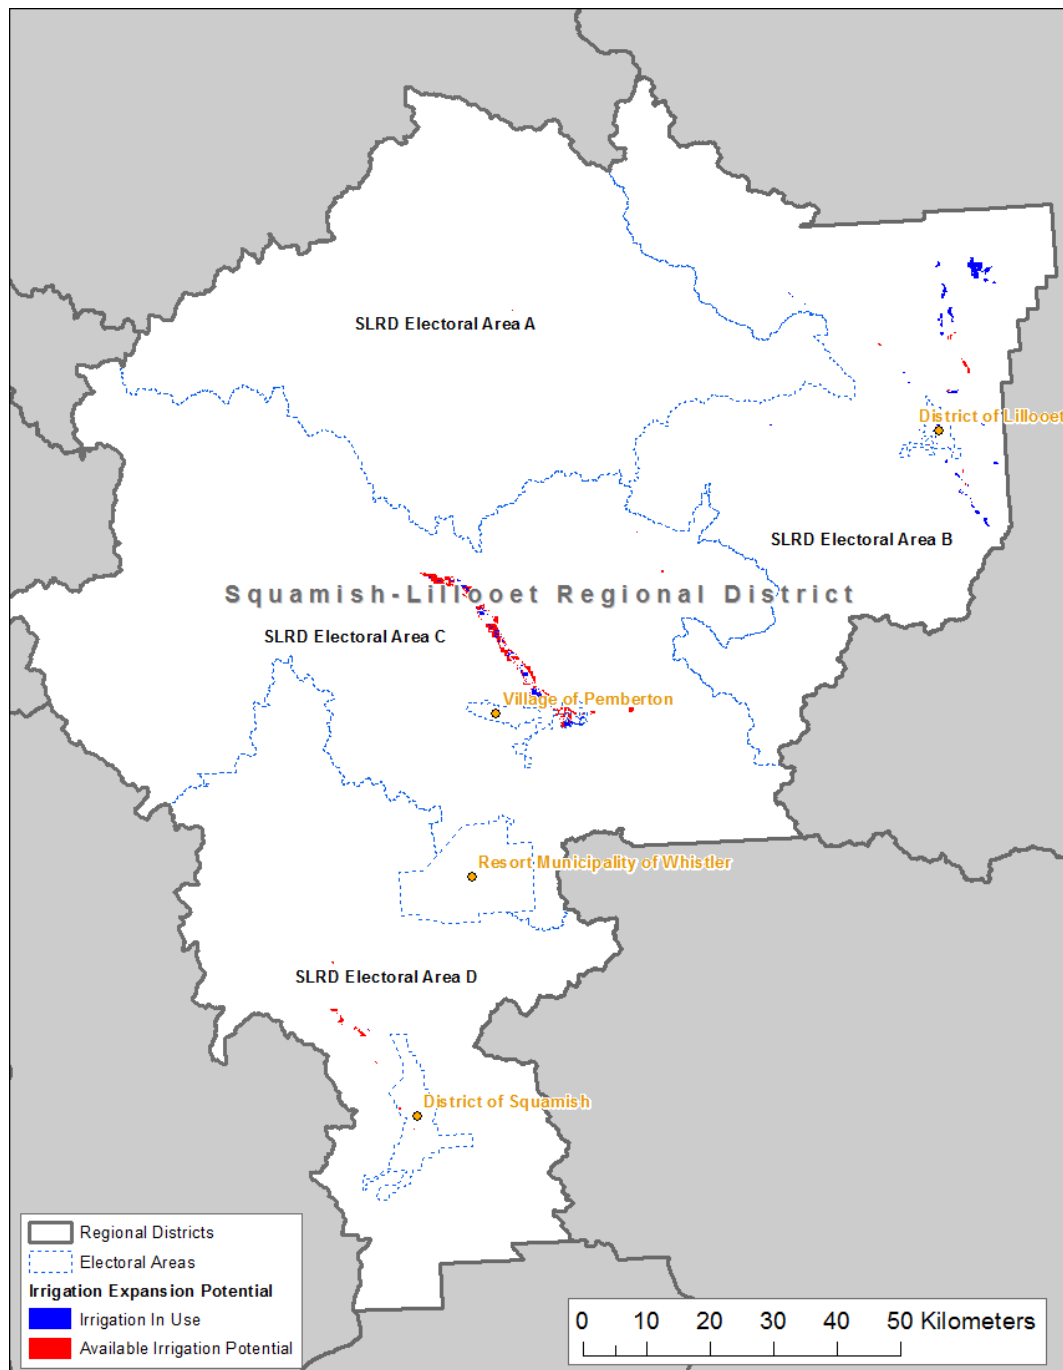 SLRD Electoral Area A
District of Lillooet
SLRD Electoral Area B
Squamish-Lillooet Regional District
SLRD Electoral Area C
Village of Pemberton
Resort Municipality of Whistler
SLRD Electoral Area D
District of Squamish
Regional Districts
Electoral Areas
Irrigation Expansion Potential
Irrigation In Use
Available Irrigation Potential
0 10 20 30 40 50 Kilometers